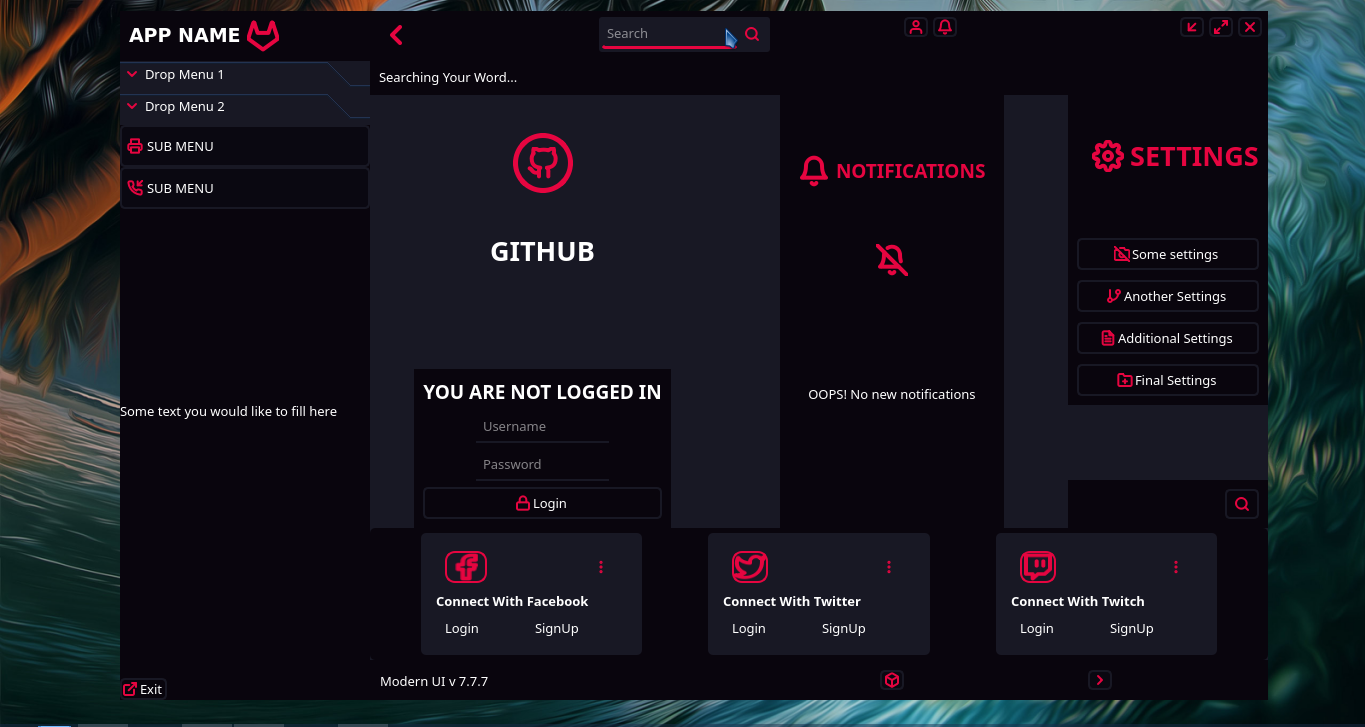 APP NAME
Search
Drop Menu 1
Searching Your Word...
Drop Menu 2
SUB MENU
SUB MENU
Some text you would like to fill here
Exit
GITHUB
YOU ARE NOT LOGGED IN
Username
Password
Login
NOTIFICATIONS
OOPS! No new notifications
SETTINGS
Some settings
Another Settings
Additional Settings
Final Settings
Connect With Facebook
Login SignUp
Connect With Twitter
Login SignUp
Connect With Twitch
Login SignUp
Modern UI v 7.7.7